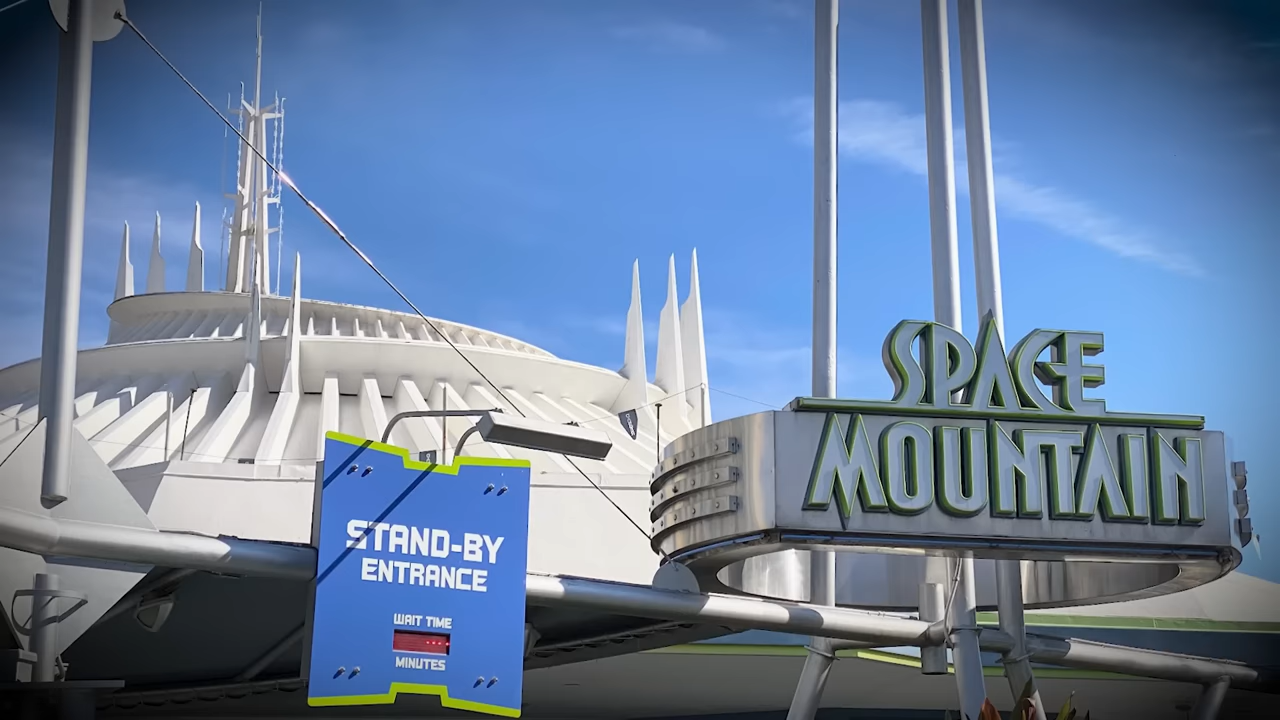 SPACE
MOUNTAIN
STAND-BY
ENTRANCE
WAIT TIME
MINUTES